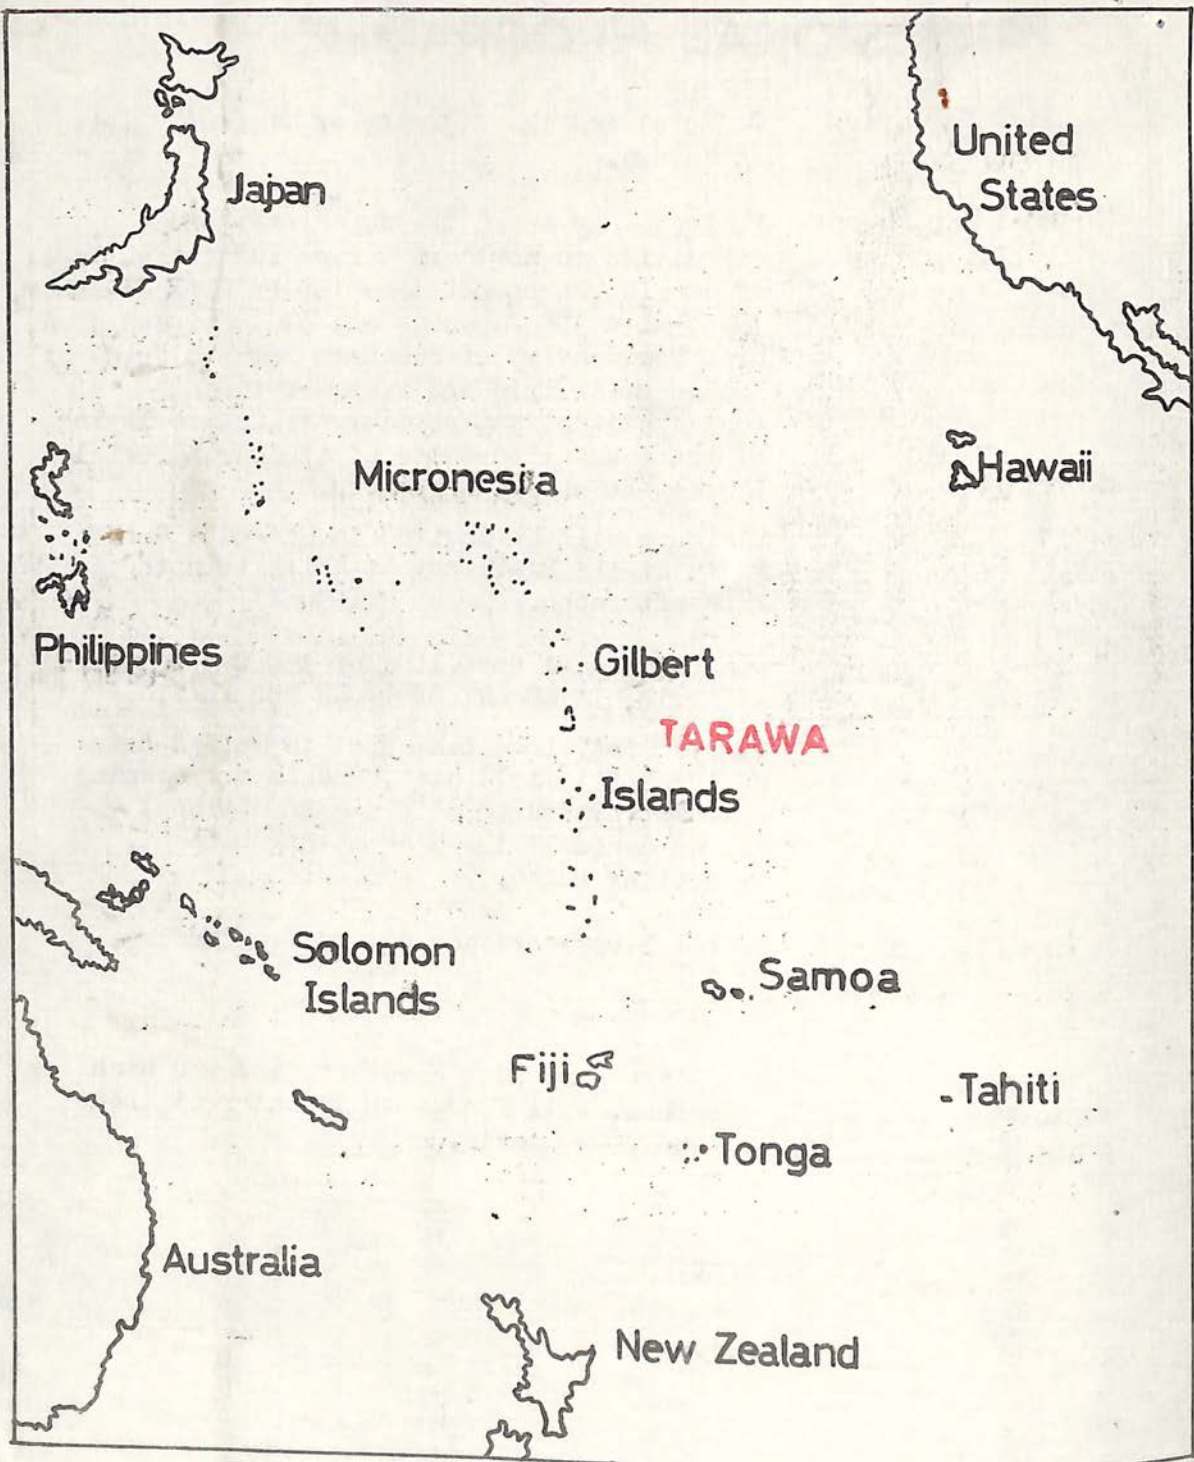 United
States
Japan
Hawaii
Micronesia
Philippines
Gilbert
TARAWA
Islands
Solomon
Islands
Samoa
Fiji
Tahiti
Tonga
Australia
New Zealand